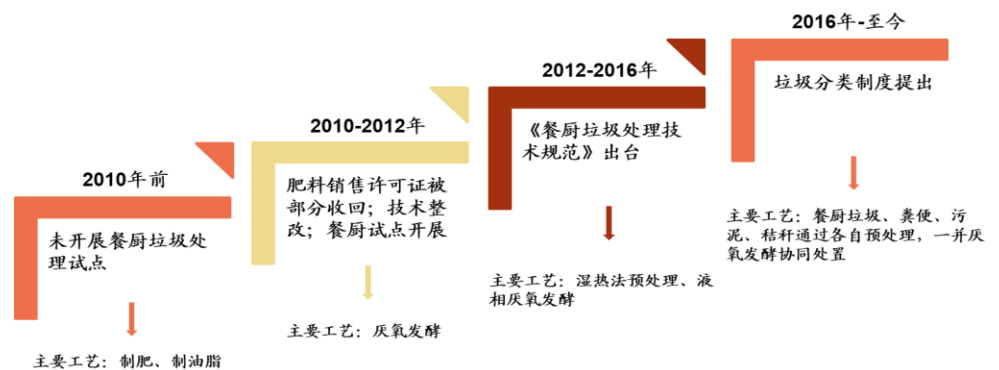 2010年前
未开展餐厨垃圾处
理试点
主要工艺：制肥、制油脂
2010-2012年
肥料销售许可证被
部分收回；技术整
改；餐厨试点开展
主要工艺：厌氧发酵
2012-2016年
《餐厨垃圾处理技
术规范》出台
主要工艺：湿热法预处理、液
相厌氧发酵
2016年-至今
垃圾分类制度提出
主要工艺：餐厨垃圾、粪便、污
泥、秸秆通过各自预处理，一并厌
氧发酵协同处置